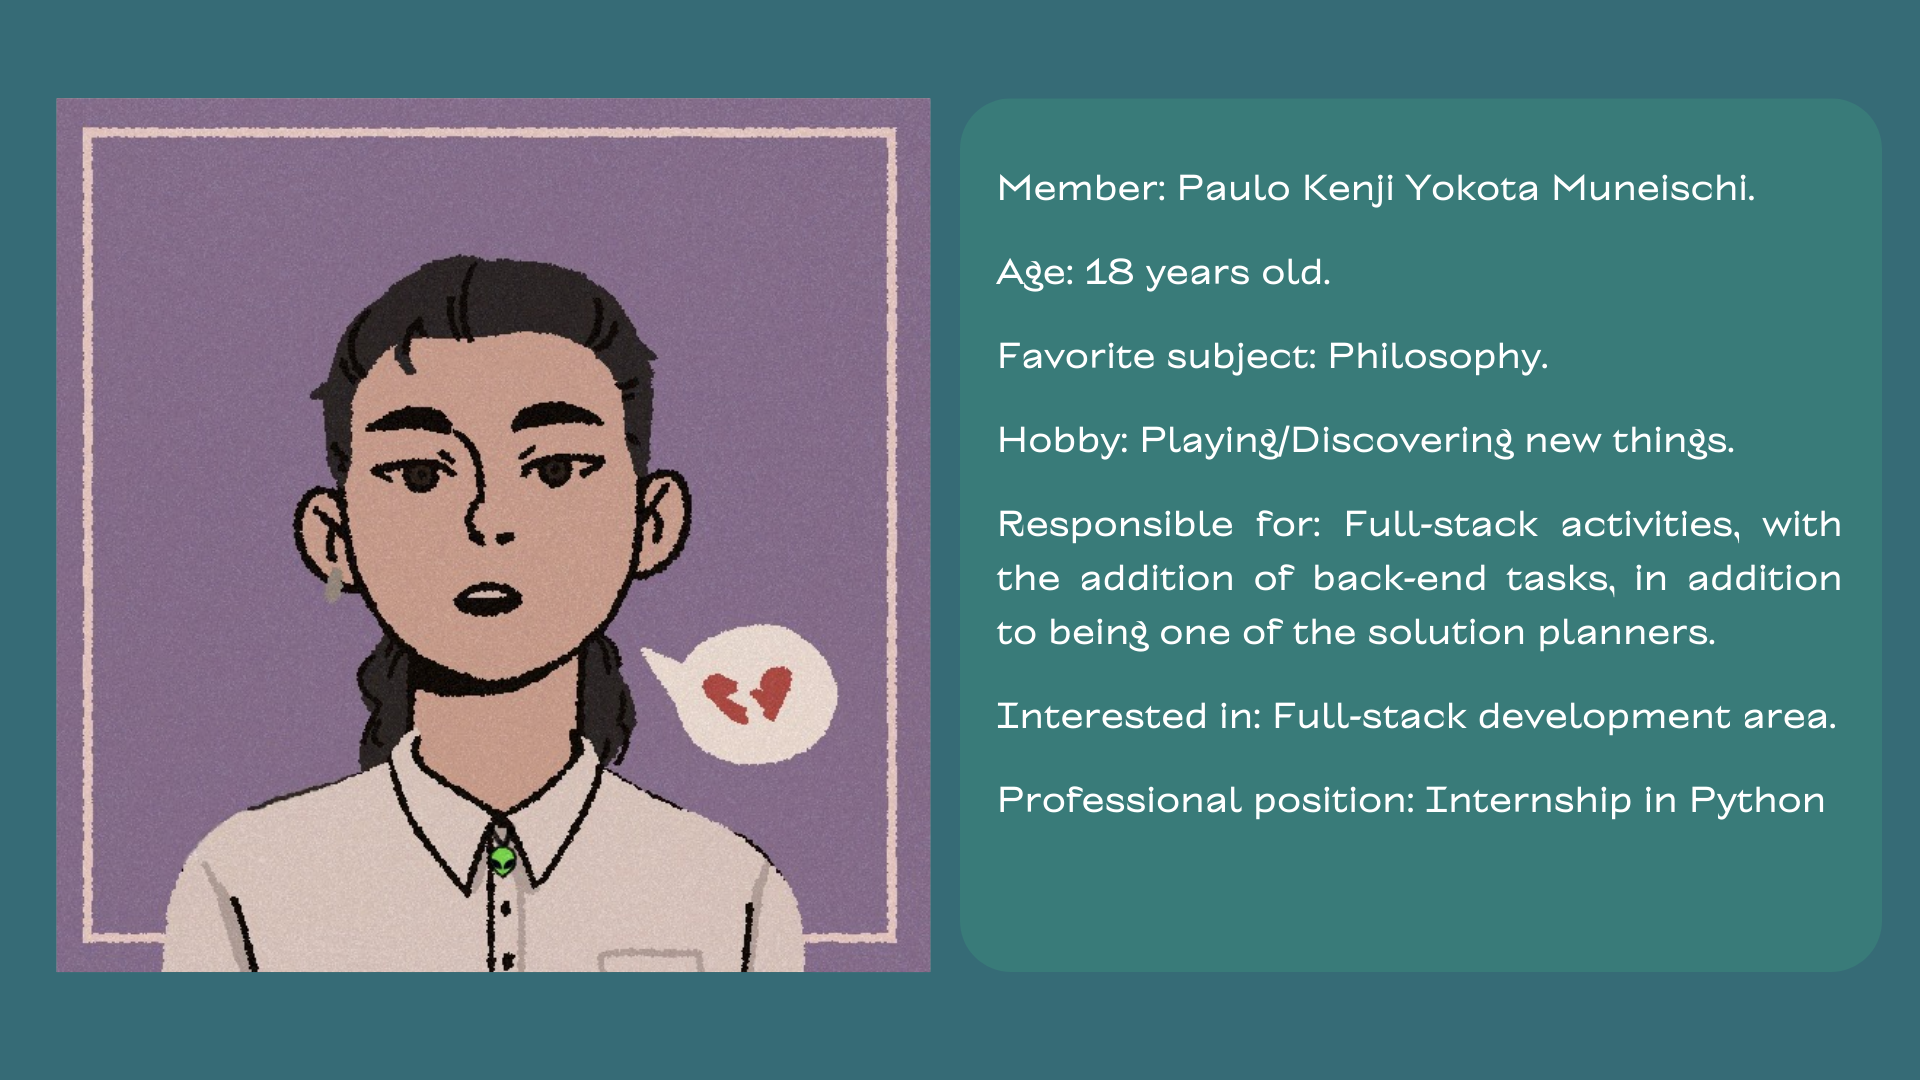 Member: Paulo Kenji Yokota Muneischi.
Age: 18 years old.
Favorite subject: Philosophy.
Hobby: Playing/Discovering new things.
Responsible for: Full-stack activities, with
the addition of back-end tasks, in addition
to being one of the solution planners.
Interested in: Full-stack development area.
Professional position: Internship in Python